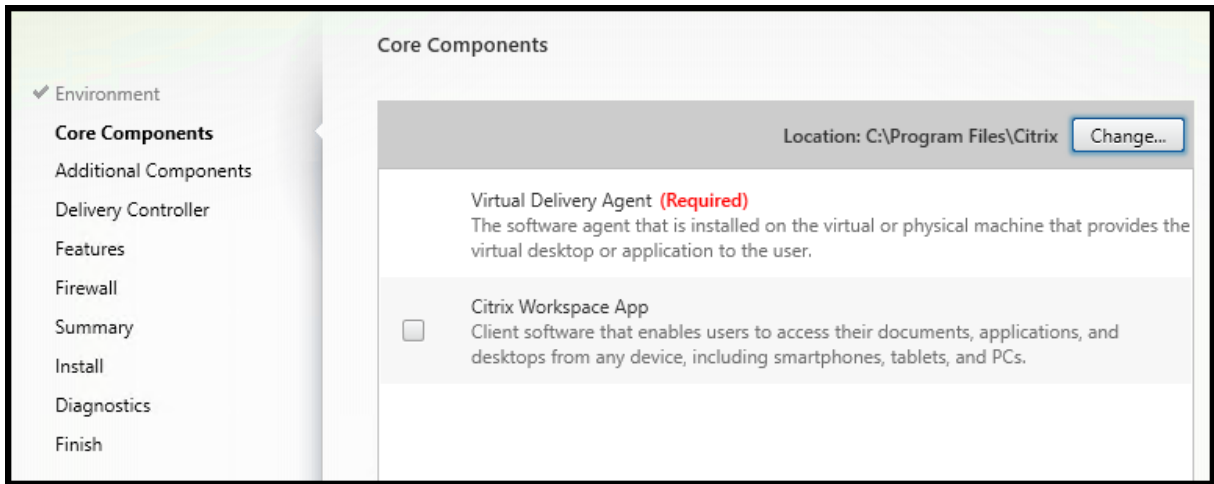 Core Components
Environment
Core Components
Additional Components
Delivery Controller
Features
Firewall
Summary
Install
Diagnostics
Finish
Location: C:\Program Files\Citrix Change...
Virtual Delivery Agent (Required)
The software agent that is installed on the virtual or physical machine that provides the
virtual desktop or application to the user.
Citrix Workspace App
Client software that enables users to access their documents, applications, and
desktops from any device, including smartphones, tablets, and PCs.